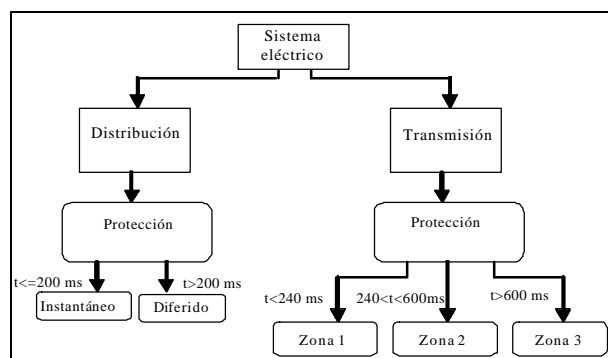 Sistema
eléctrico
Distribución
Transmisión
Protección
Protección
t<=200 ms
t>200 ms
Instantáneo
Diferido
t<240 ms
240<t<600ms
t>600 ms
Zona 1
Zona 2
Zona 3